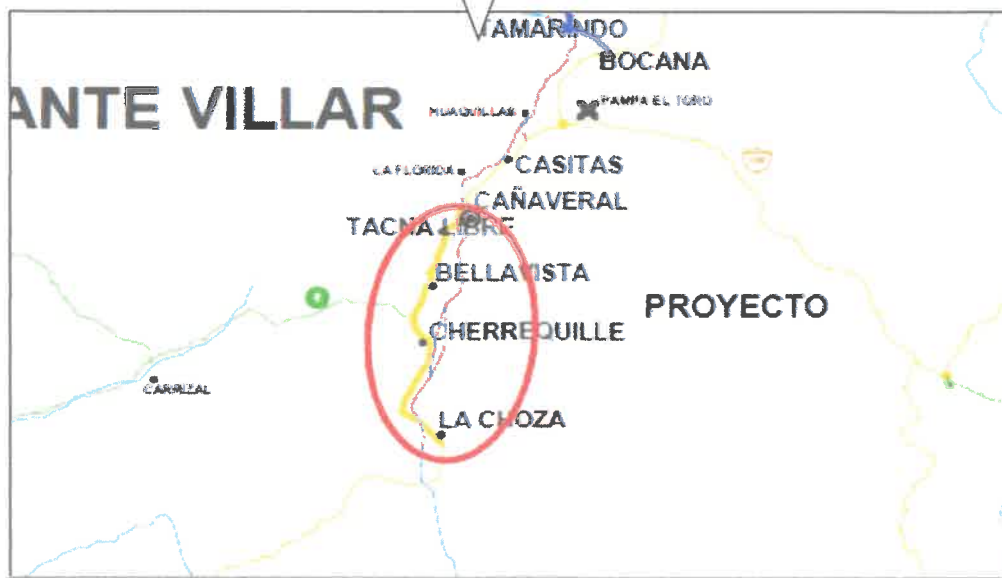 TAMARINDO
BOCANA
ANTE VILLAR
HUAQUILLAS
PAMPA EL TORO
CASITAS
LA FLORIDA
CAÑAVERAL
TACNA LIBRE
BELLAVISTA
PROYECTO
CHERREQUILLE
CARRIZAL
LA CHOZA